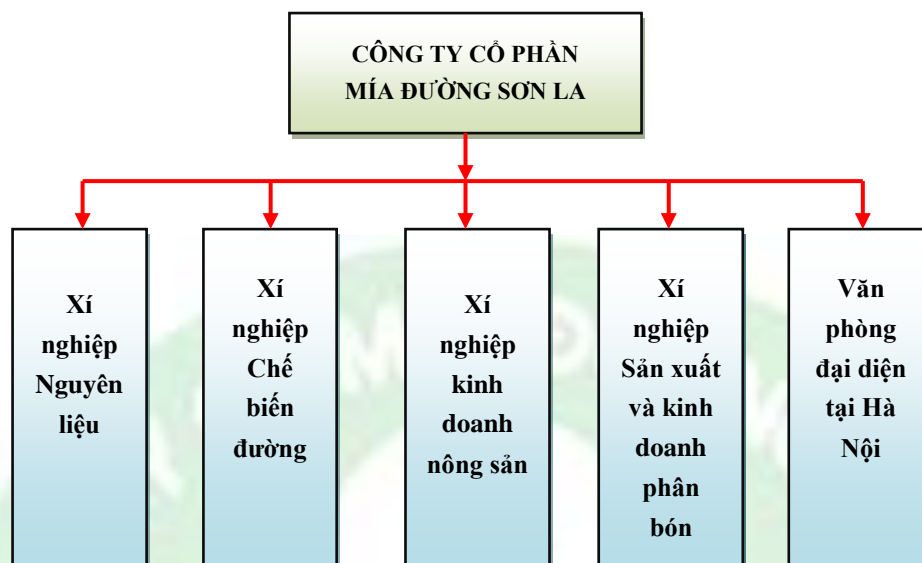 CÔNG TY CỔ PHẦN
MÍA ĐƯỜNG SƠN LA
Xí
nghiệp
Nguyên
liệu
Xí
nghiệp
Chế
biến
đường
Xí
nghiệp
kinh
doanh
nông sản
Xí
nghiệp
Sản xuất
và kinh
doanh
phân
bón
Văn
phòng
đại diện
tại Hà
Nội